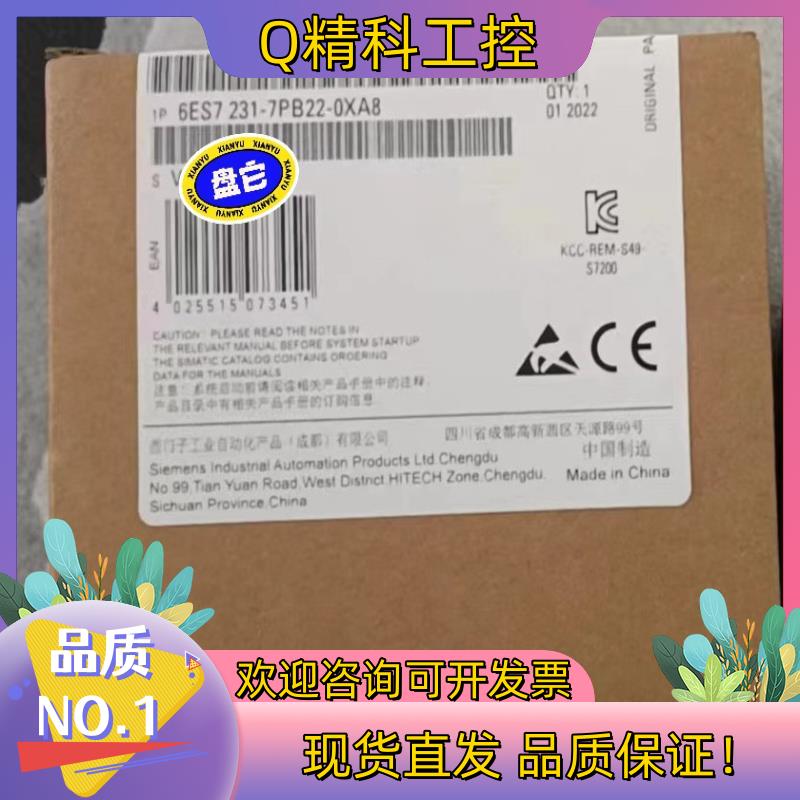 Q精科工控
1P 6ES7 231-7PB22-0XA8
QTY: 1
01 2022
ORIGINAL PA
S V
XIANYU XIANYU XIANYU
盘它
XIANYU XIANYU XIANYU
EAN
4 025515 073451
KCC-REM-S49-
S7200
CAUTION: PLEASE READ THE NOTES IN
THE RELEVANT MANUAL BEFORE SYSTEM STARTUP
THE SIMATIC CATALOG CONTAINS ORDERING
DATA FOR THE MANUALS
注意: 系统启动前请阅读相关产品手册中的注释.
产品目录中有相关产品手册的订购信息.
CE
西门子工业自动化产品(成都)有限公司
四川省成都高新西区天源路99号
中国制造
Siemens Industrial Automation Products Ltd.Chengdu
No.99,Tian Yuan Road,West District.HITECH Zone,Chengdu.
Sichuan Province,China
Made in China
品质
NO.1
欢迎咨询可开发票
现货直发 品质保证!